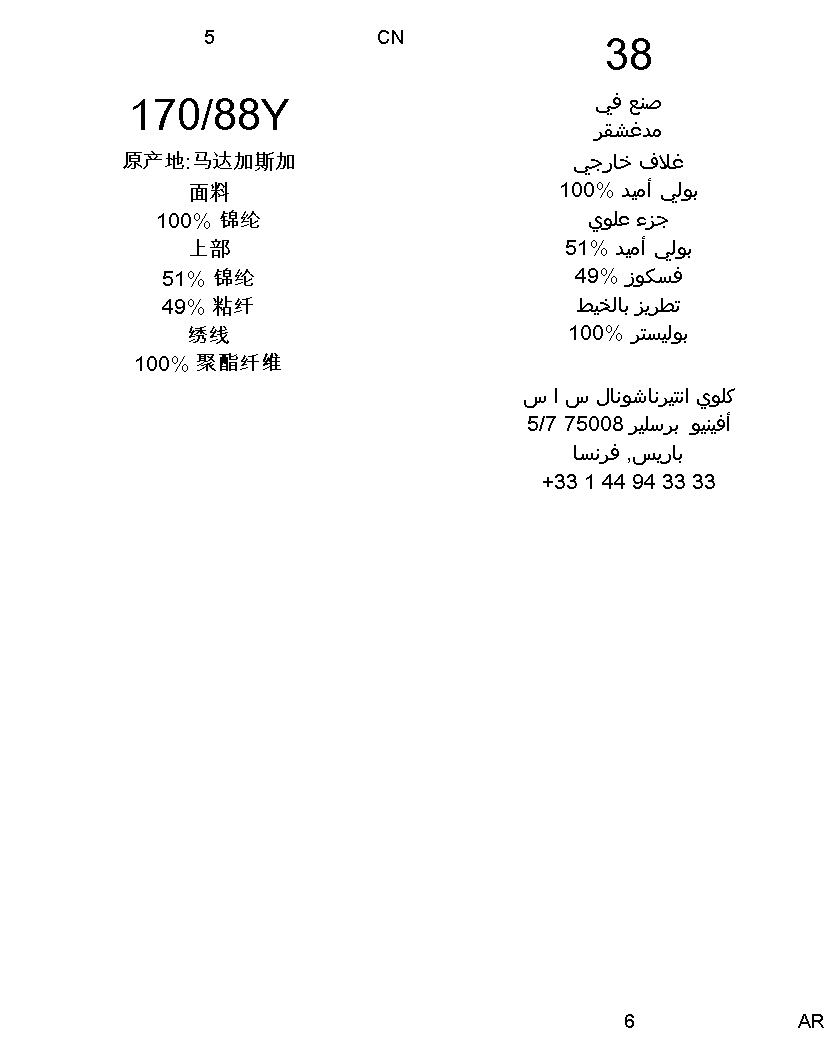 5
CN
170/88Y
原产地:马达加斯加
面料
100% 锦纶
上部
51% 锦纶
49% 粘纤
绣线
100% 聚酯纤维
38
صنع في
مدغشقر
غلاف خارجي
بولي أميد %100
جزء علوي
بولي أميد %51
فسكوز %49
تطريز بالخيط
بوليستر %100
كلوي انتيرناشونال س ا س
أفينيو برسلير 75008 5/7
باريس, فرنسا
+33 1 44 94 33 33
6
AR